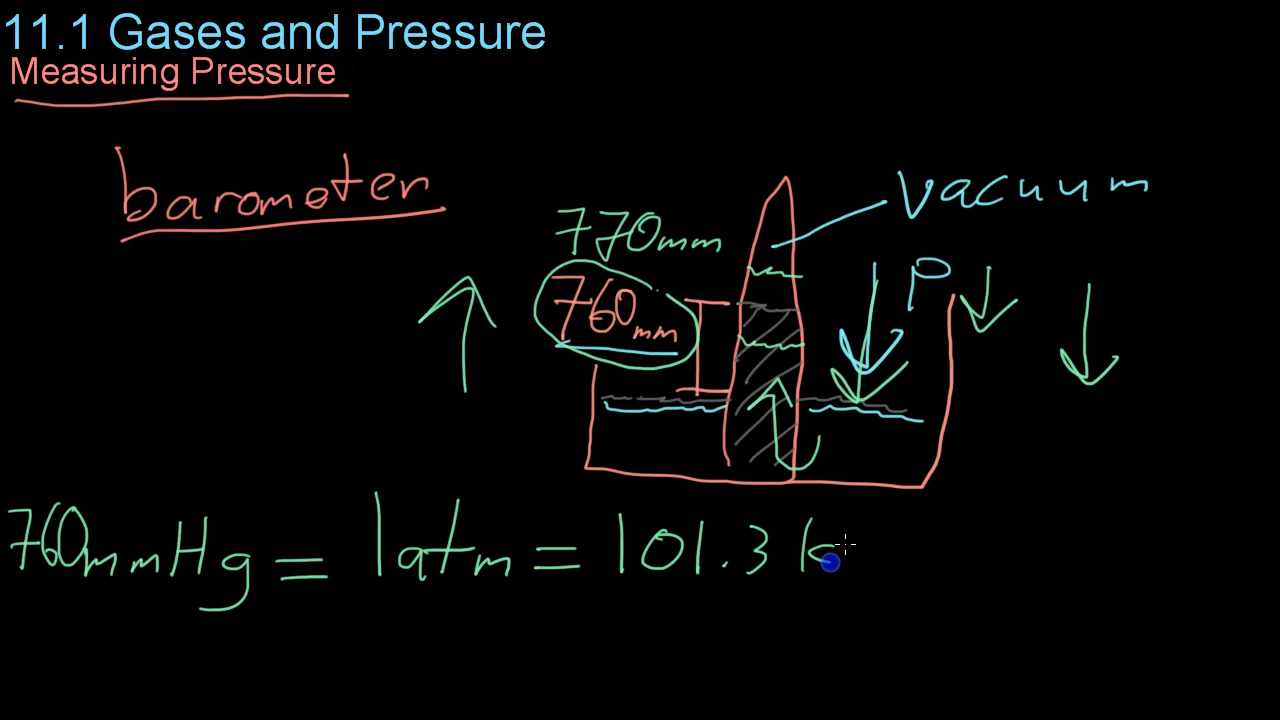 11.1 Gases and Pressure
Measuring Pressure
barometer
vacuum
770mm
P
760mm
760mmHg = 1atm = 101.3 k